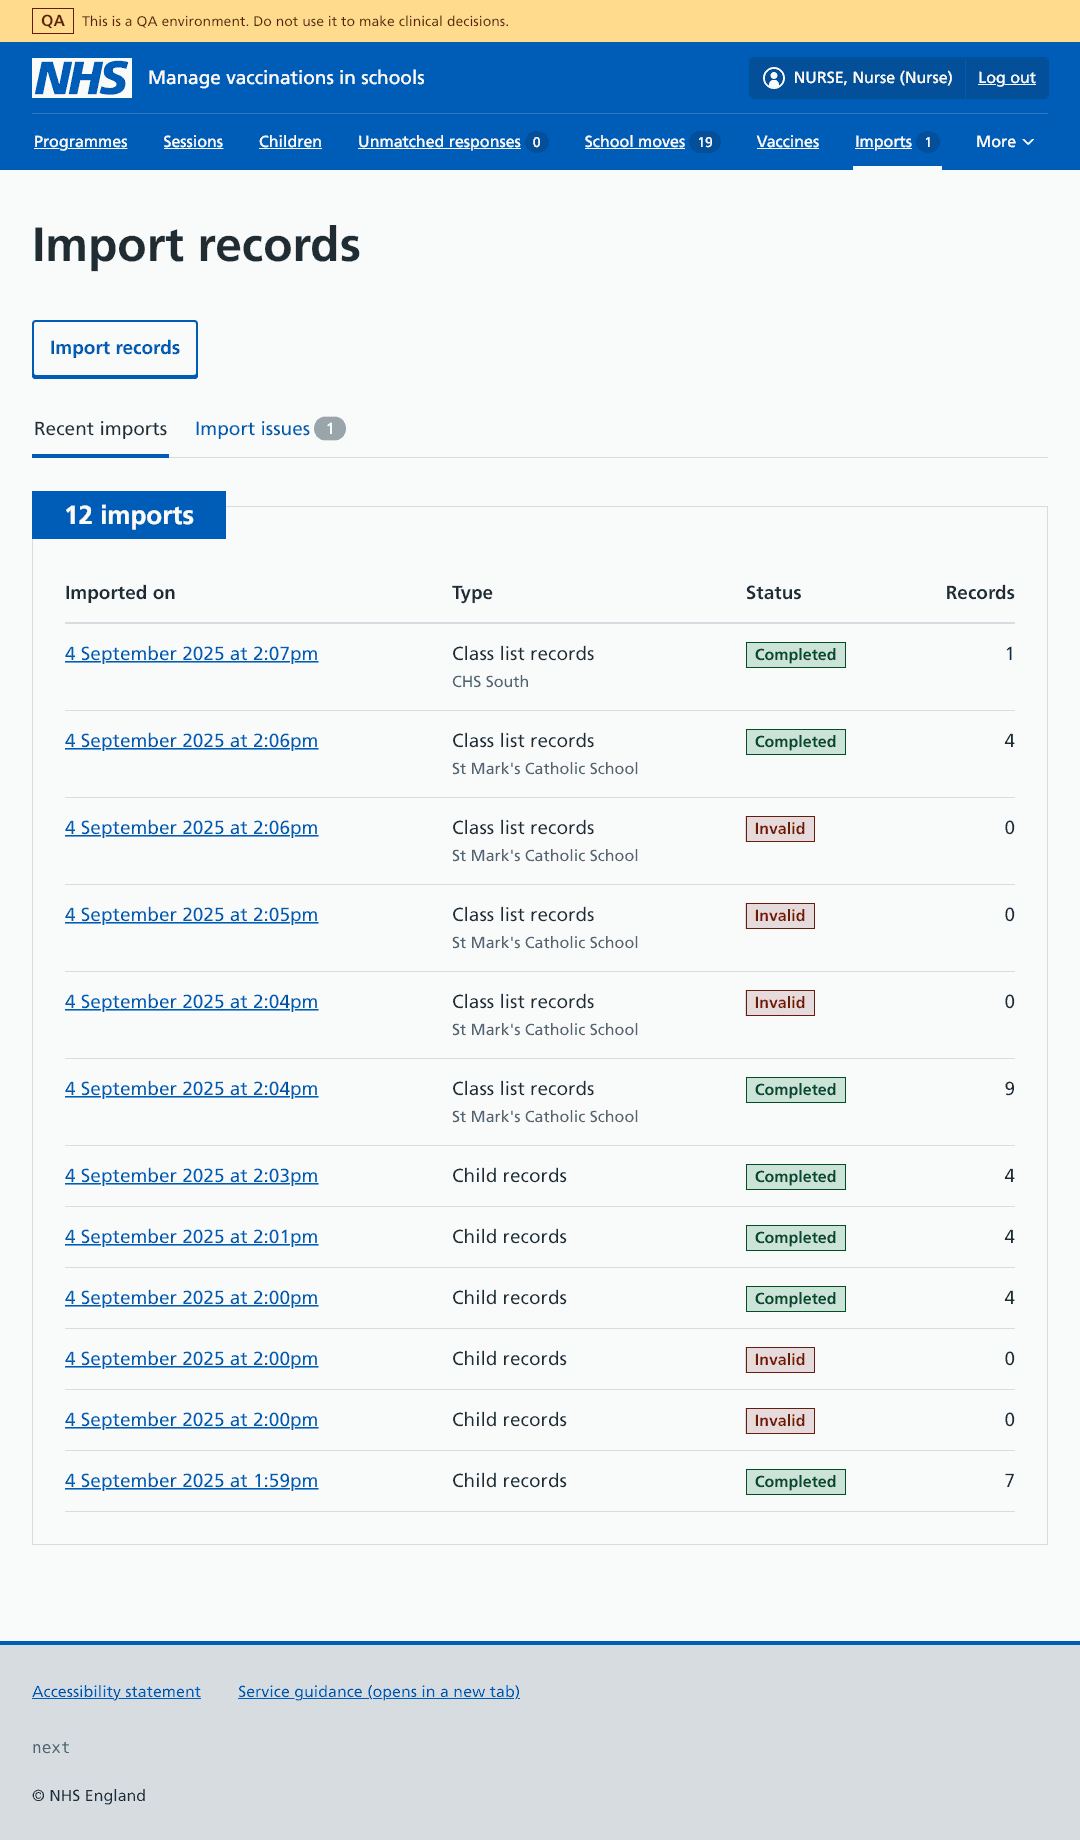 QA This is a QA environment. Do not use it to make clinical decisions.
NHS Manage vaccinations in schools NURSE, Nurse (Nurse) Log out
Programmes Sessions Children Unmatched responses 0 School moves 19 Vaccines Imports 1 More
Import records
Import records
Recent imports Import issues 1
12 imports
Imported on Type Status Records
4 September 2025 at 2:07pm Class list records Completed 1
CHS South
4 September 2025 at 2:06pm Class list records Completed 4
St Mark's Catholic School
4 September 2025 at 2:06pm Class list records Invalid 0
St Mark's Catholic School
4 September 2025 at 2:05pm Class list records Invalid 0
St Mark's Catholic School
4 September 2025 at 2:04pm Class list records Invalid 0
St Mark's Catholic School
4 September 2025 at 2:04pm Class list records Completed 9
St Mark's Catholic School
4 September 2025 at 2:03pm Child records Completed 4
4 September 2025 at 2:01pm Child records Completed 4
4 September 2025 at 2:00pm Child records Completed 4
4 September 2025 at 2:00pm Child records Invalid 0
4 September 2025 at 2:00pm Child records Invalid 0
4 September 2025 at 1:59pm Child records Completed 7
Accessibility statement Service guidance (opens in a new tab)
next
© NHS England